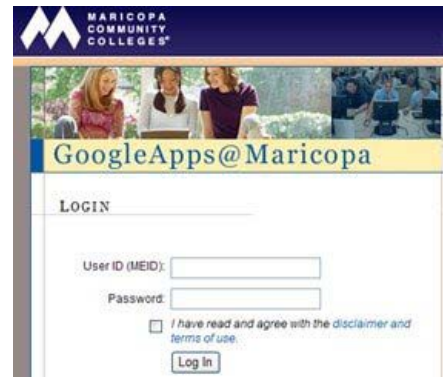 MARICOPA
COMMUNITY
COLLEGES®
GoogleApps@Maricopa
LOGIN
User ID (MEID):
Password:
I have read and agree with the disclaimer and
terms of use.
Log In